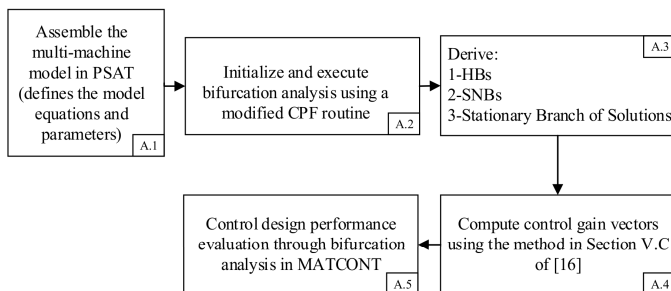 Assemble the
multi-machine
model in PSAT
(defines the model
equations and
parameters)
A.1
Initialize and execute
bifurcation analysis using a
modified CPF routine
A.2
A.3
Derive:
1-HBs
2-SNBs
3-Stationary Branch of Solutions
Control design performance
evaluation through bifurcation
analysis in MATCONT
A.5
Compute control gain vectors
using the method in Section V.C
of [16]
A.4